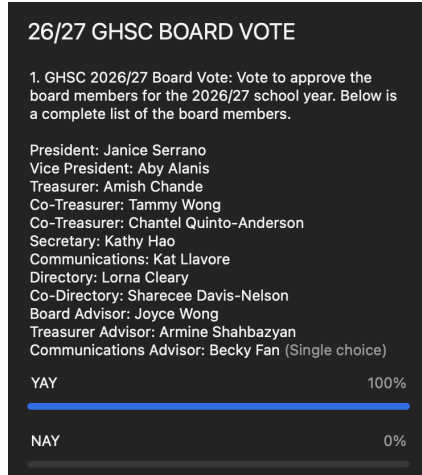 26/27 GHSC BOARD VOTE
1. GHSC 2026/27 Board Vote: Vote to approve the
board members for the 2026/27 school year. Below is
a complete list of the board members.
President: Janice Serrano
Vice President: Aby Alanis
Treasurer: Amish Chande
Co-Treasurer: Tammy Wong
Co-Treasurer: Chantel Quinto-Anderson
Secretary: Kathy Hao
Communications: Kat Llavore
Directory: Lorna Cleary
Co-Directory: Sharecee Davis-Nelson
Board Advisor: Joyce Wong
Treasurer Advisor: Armine Shahbazyan
Communications Advisor: Becky Fan (Single choice)
YAY 100%
NAY 0%